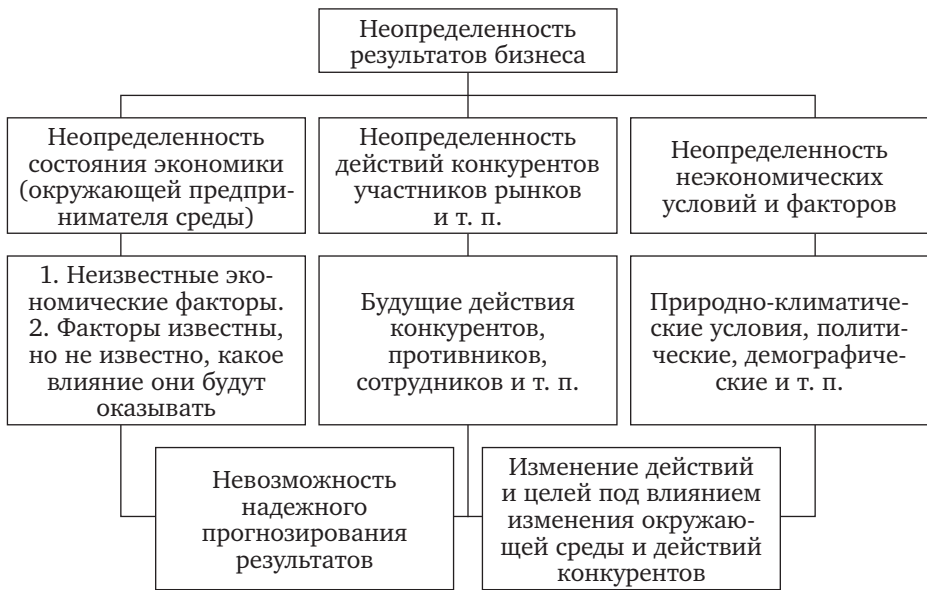 Неопределенность
результатов бизнеса
Неопределенность
состояния экономики
(окружающей предпри-
нимателя среды)
Неопределенность
действий конкурентов
участников рынков
и т. п.
Неопределенность
неэкономических
условий и факторов
1. Неизвестные эко-
номические факторы.
2. Факторы известны,
но не известно, какое
влияние они будут
оказывать
Будущие действия
конкурентов,
противников,
сотрудников и т. п.
Природно-климатиче-
ские условия, полити-
ческие, демографиче-
ские и т. п.
Невозможность
надежного
прогнозирования
результатов
Изменение действий
и целей под влиянием
изменения окружаю-
щей среды и действий
конкурентов